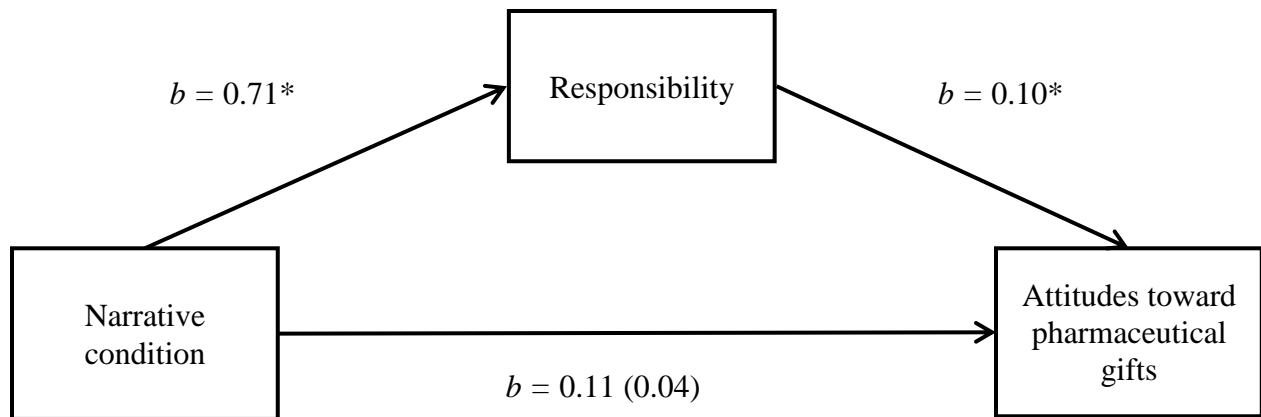 Responsibility
b = 0.71*
b = 0.10*
Narrative
condition
Attitudes toward
pharmaceutical
gifts
b = 0.11 (0.04)